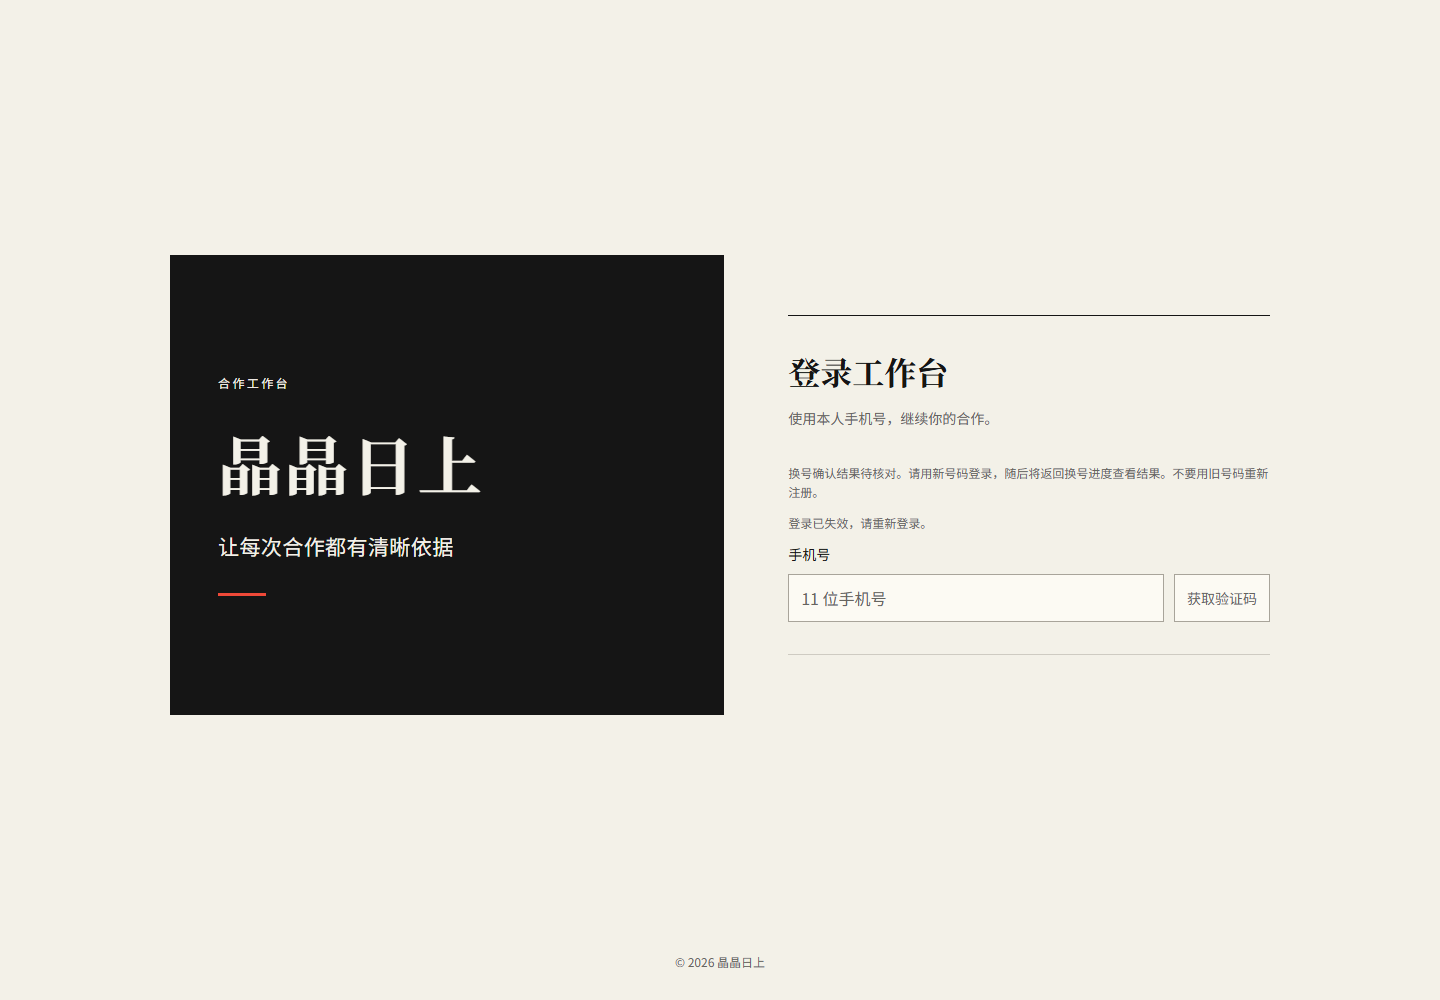 合作工作台
晶晶日上
让每次合作都有清晰依据
登录工作台
使用本人手机号，继续你的合作。
换号确认结果待核对。请用新号码登录，随后将返回换号进度查看结果。不要用旧号码重新
注册。
登录已失效，请重新登录。
手机号
11 位手机号
获取验证码
© 2026 晶晶日上